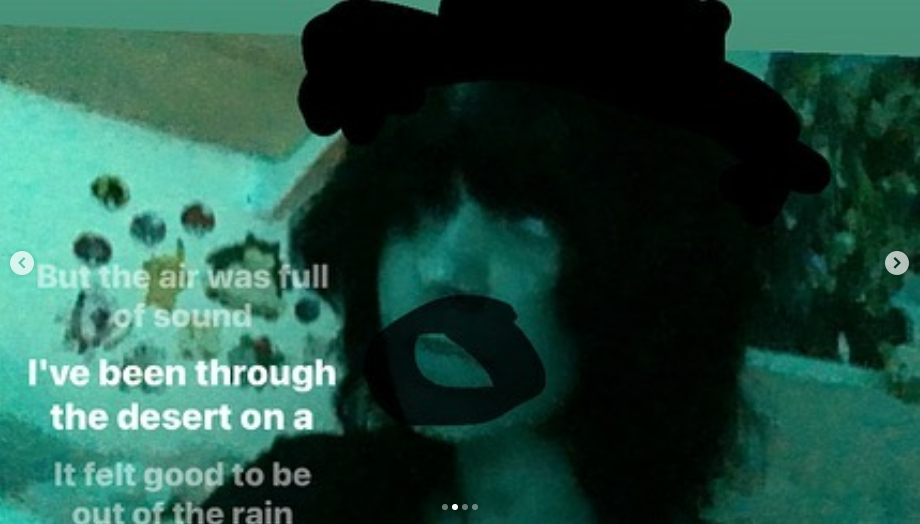 But the air was full
of sound
I've been through
the desert on a
It felt good to be
out of the rain